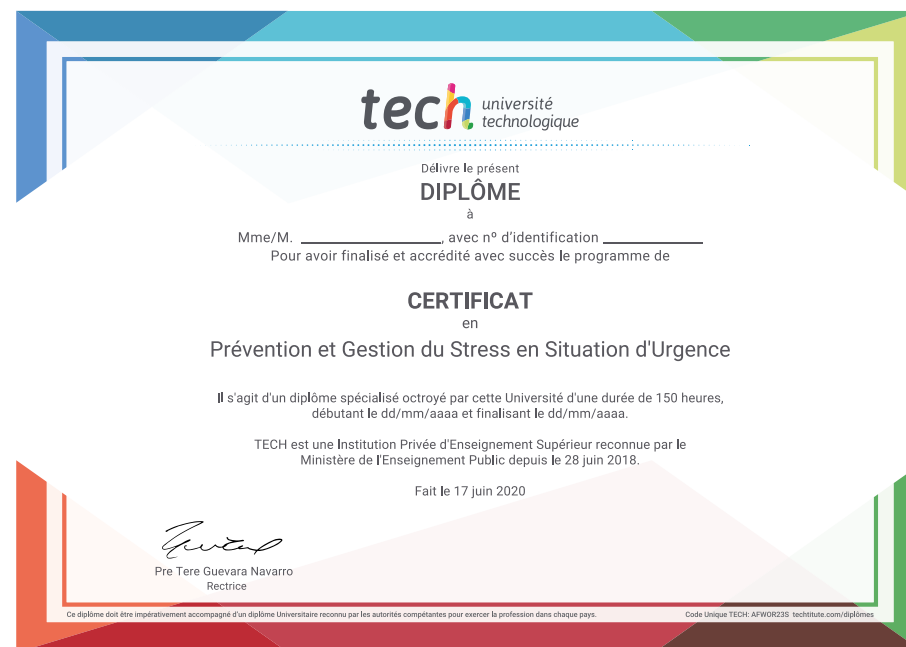 tech université
technologique
Délivre le présent
DIPLÔME
à
Mme/M. ____________________, avec nº d'identification ______________
Pour avoir finalisé et accrédité avec succès le programme de
CERTIFICAT
en
Prévention et Gestion du Stress en Situation d'Urgence
Il s'agit d'un diplôme spécialisé octroyé par cette Université d'une durée de 150 heures,
débutant le dd/mm/aaaa et finalisant le dd/mm/aaaa.
TECH est une Institution Privée d'Enseignement Supérieur reconnue par le
Ministère de l'Enseignement Public depuis le 28 juin 2018.
Fait le 17 juin 2020
Pre Tere Guevara Navarro
Rectrice
Ce diplôme doit être impérativement accompagné d'un diplôme Universitaire reconnu par les autorités compétantes pour exercer la profession dans chaque pays.
Code Unique TECH: AFWOR23S techtitute.com/diplômes